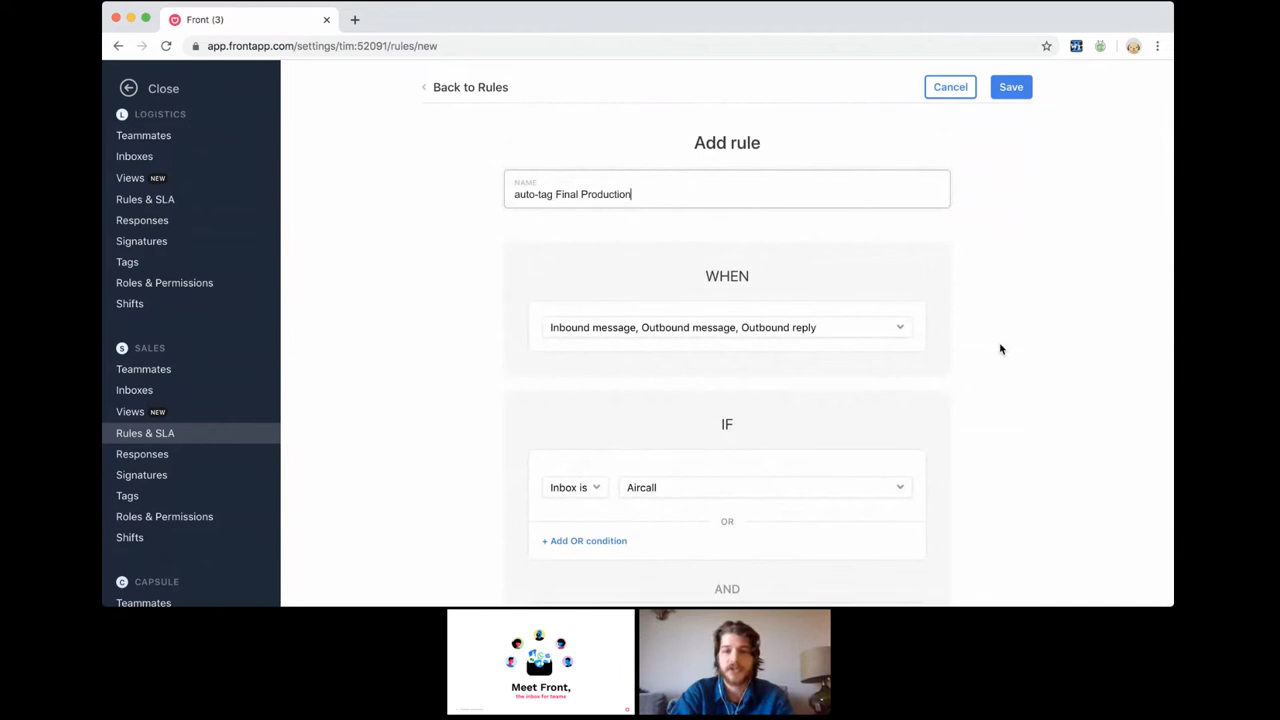 Front (3)
app.frontapp.com/settings/tim:52091/rules/new
Close
L LOGISTICS
Teammates
Inboxes
Views NEW
Rules & SLA
Responses
Signatures
Tags
Roles & Permissions
Shifts
S SALES
Teammates
Inboxes
Views NEW
Rules & SLA
Responses
Signatures
Tags
Roles & Permissions
Shifts
C CAPSULE
Teammates
Back to Rules
Cancel
Save
Add rule
NAME
auto-tag Final Production
WHEN
Inbound message, Outbound message, Outbound reply
IF
Inbox is
Aircall
OR
+ Add OR condition
AND
Meet Front,
the inbox for teams